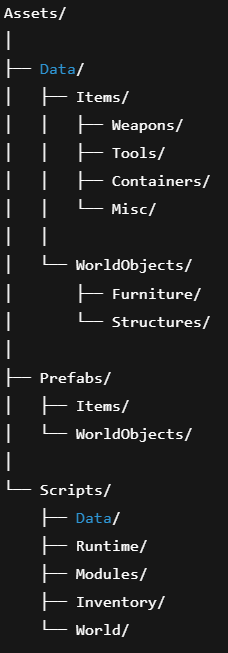 Assets/
│
├── Data/
│   ├── Items/
│   │   ├── Weapons/
│   │   ├── Tools/
│   │   ├── Containers/
│   │   └── Misc/
│   │
│   └── WorldObjects/
│       ├── Furniture/
│       └── Structures/
│
├── Prefabs/
│   ├── Items/
│   └── WorldObjects/
│
└── Scripts/
    ├── Data/
    ├── Runtime/
    ├── Modules/
    ├── Inventory/
    └── World/